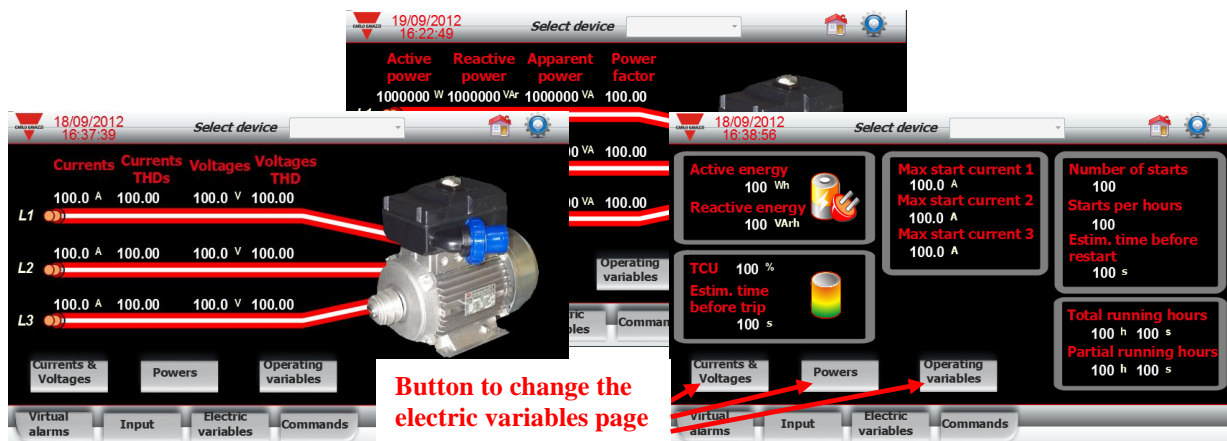 CARLO GAVAZZI
19/09/2012
16:22:49
Select device
Active power
Reactive power
Apparent power
Power factor
1000000 W 1000000 VAr 1000000 VA 100.00
VA 100.00
VA 100.00
Operating variables
CARLO GAVAZZI
18/09/2012
16:37:39
Select device
Currents
Currents THDs
Voltages
Voltages THD
100.0 A 100.00 100.0 V 100.00
L1
100.0 A 100.00 100.0 V 100.00
L2
100.0 A 100.00 100.0 V 100.00
L3
Currents & Voltages
Powers
Operating variables
Virtual alarms
Input
Electric variables
Commands
CARLO GAVAZZI
18/09/2012
16:38:56
Select device
Active energy
100 Wh
Reactive energy
100 VArh
TCU 100 %
Estim. time before trip
100 s
Max start current 1
100.0 A
Max start current 2
100.0 A
Max start current 3
100.0 A
Number of starts
100
Starts per hours
100
Estim. time before restart
100 s
Total running hours
100 h 100 s
Partial running hours
100 h 100 s
Currents & Voltages
Powers
Operating variables
Virtual alarms
Input
Electric variables
Commands
Button to change the
electric variables page